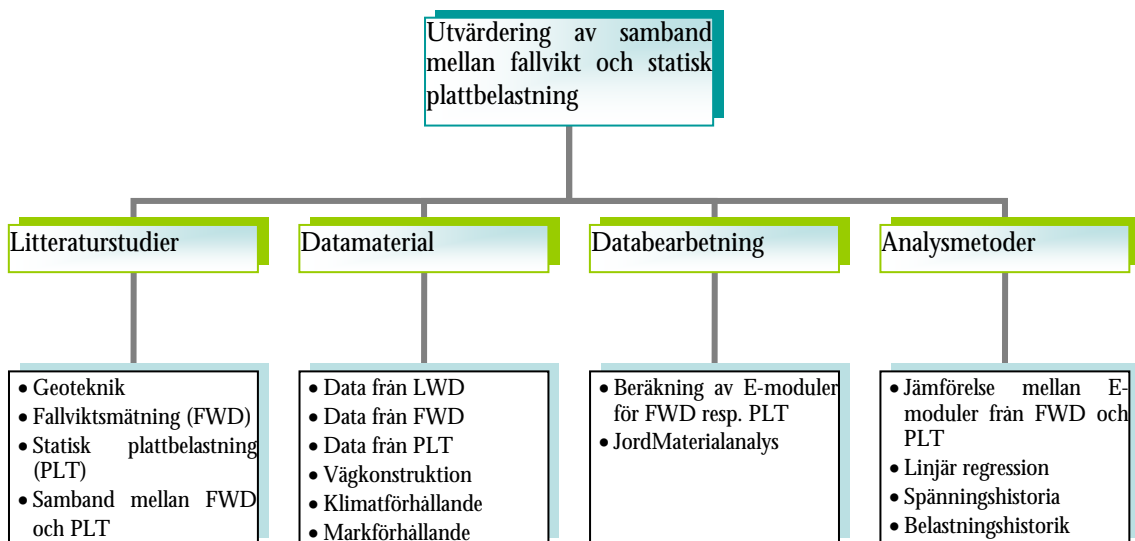 Utvärdering av samband
mellan fallvikt och statisk
plattbelastning
Litteraturstudier
Datamaterial
Databearbetning
Analysmetoder
• Geoteknik
• Fallviktsmätning (FWD)
• Statisk plattbelastning
(PLT)
• Samband mellan FWD
och PLT
• Data från LWD
• Data från FWD
• Data från PLT
• Vägkonstruktion
• Klimatförhållande
• Markförhållande
• Beräkning av E-moduler
för FWD resp. PLT
• JordMaterialanalys
• Jämförelse mellan E-
moduler från FWD och
PLT
• Linjär regression
• Spänningshistoria
• Belastningshistorik